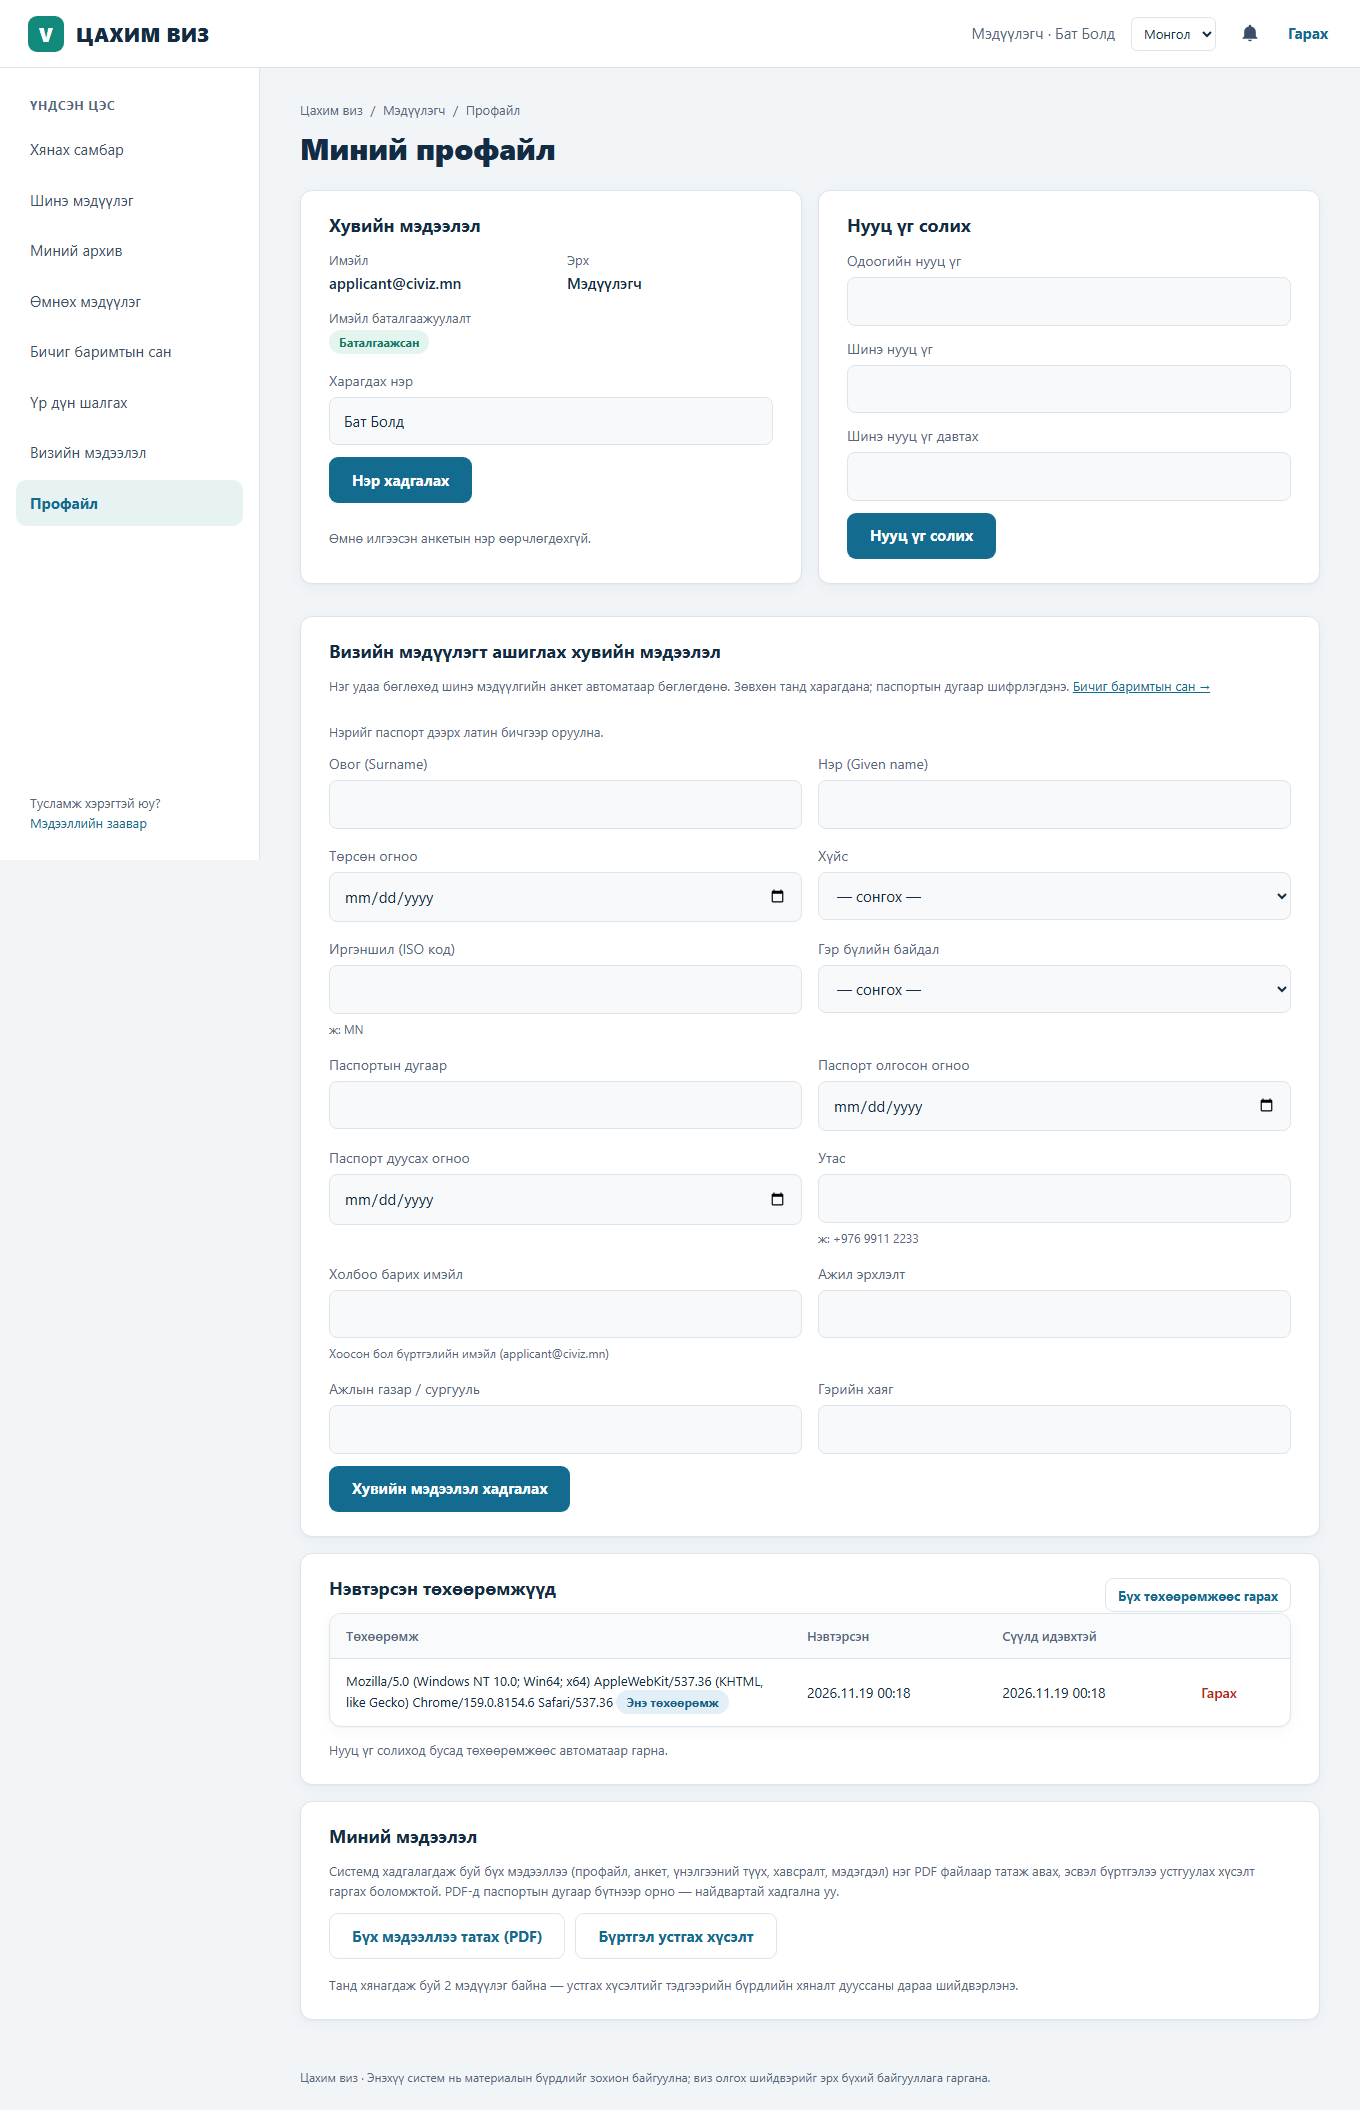 V ЦАХИМ ВИЗ
Мэдүүлэгч · Бат Болд
Монгол
Гарах
ҮНДСЭН ЦЭС
Хянах самбар
Шинэ мэдүүлэг
Миний архив
Өмнөх мэдүүлэг
Бичиг баримтын сан
Үр дүн шалгах
Визийн мэдээлэл
Профайл
Тусламж хэрэгтэй юу?
Мэдээллийн заавар
Цахим виз / Мэдүүлэгч / Профайл
Миний профайл
Хувийн мэдээлэл
Имэйл
applicant@civiz.mn
Эрх
Мэдүүлэгч
Имэйл баталгаажуулалт
Баталгаажсан
Харагдах нэр
Бат Болд
Нэр хадгалах
Өмнө илгээсэн анкетын нэр өөрчлөгдөхгүй.
Нууц үг солих
Одоогийн нууц үг
Шинэ нууц үг
Шинэ нууц үг давтах
Нууц үг солих
Визийн мэдүүлэгт ашиглах хувийн мэдээлэл
Нэг удаа бөглөхөд шинэ мэдүүлгийн анкет автоматаар бөглөгдөнө. Зөвхөн танд харагдана; паспортын дугаар шифрлэгдэнэ. Бичиг баримтын сан →
Нэрийг паспорт дээрх латин бичгээр оруулна.
Овог (Surname)
Нэр (Given name)
Төрсөн огноо
mm/dd/yyyy
Хүйс
— сонгох —
Иргэншил (ISO код)
ж: MN
Гэр бүлийн байдал
— сонгох —
Паспортын дугаар
Паспорт олгосон огноо
mm/dd/yyyy
Паспорт дуусах огноо
mm/dd/yyyy
Утас
ж: +976 9911 2233
Холбоо барих имэйл
Хоосон бол бүртгэлийн имэйл (applicant@civiz.mn)
Ажил эрхлэлт
Ажлын газар / сургууль
Гэрийн хаяг
Хувийн мэдээлэл хадгалах
Нэвтэрсэн төхөөрөмжүүд
Бүх төхөөрөмжөөс гарах
Төхөөрөмж
Нэвтэрсэн
Сүүлд идэвхтэй
Mozilla/5.0 (Windows NT 10.0; Win64; x64) AppleWebKit/537.36 (KHTML,
like Gecko) Chrome/159.0.8154.6 Safari/537.36 Энэ төхөөрөмж
2026.11.19 00:18
2026.11.19 00:18
Гарах
Нууц үг солиход бусад төхөөрөмжөөс автоматаар гарна.
Миний мэдээлэл
Системд хадгалагдаж буй бүх мэдээллээ (профайл, анкет, үнэлгээний түүх, хавсралт, мэдэгдэл) нэг PDF файлаар татаж авах, эсвэл бүртгэлээ устгуулах хүсэлт
гаргах боломжтой. PDF-д паспортын дугаар бүтнээр орно — найдвартай хадгална уу.
Бүх мэдээллээ татах (PDF)
Бүртгэл устгах хүсэлт
Танд хянагдаж буй 2 мэдүүлэг байна — устгах хүсэлтийг тэдгээрийн бүрдлийн хяналт дууссаны дараа шийдвэрлэнэ.
Цахим виз · Энэхүү систем нь материалын бүрдлийг зохион байгуулна; виз олгох шийдвэрийг эрх бүхий байгууллага гаргана.